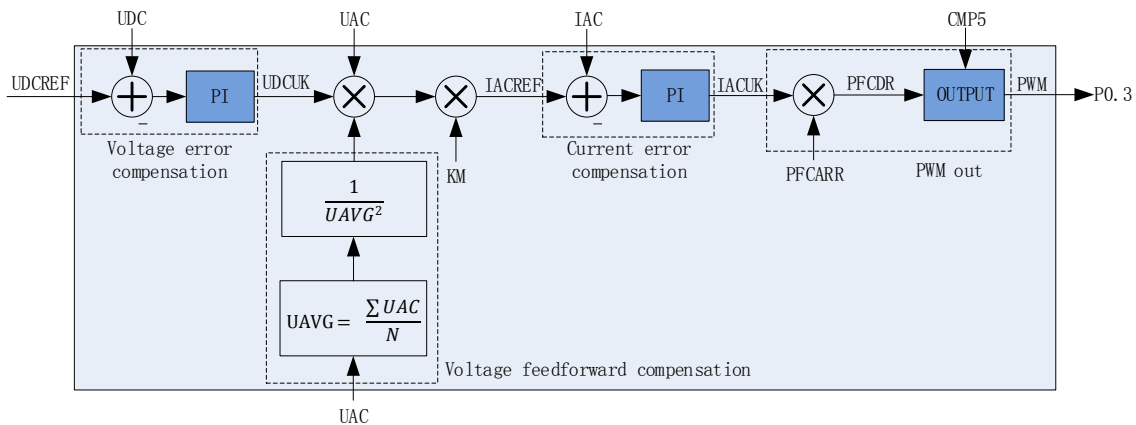 UDC
UAC
IAC
CMP5
UDCREF
+
−
PI
UDCUK
×
×
IACREF
+
−
PI
IACUK
×
PFCDR
OUTPUT
PWM
P0.3
Voltage error
compensation
KM
Current error
compensation
PFCARR
PWM out
1
UAVG²
UAVG = ∑ UAC
N
Voltage feedforward compensation
UAC